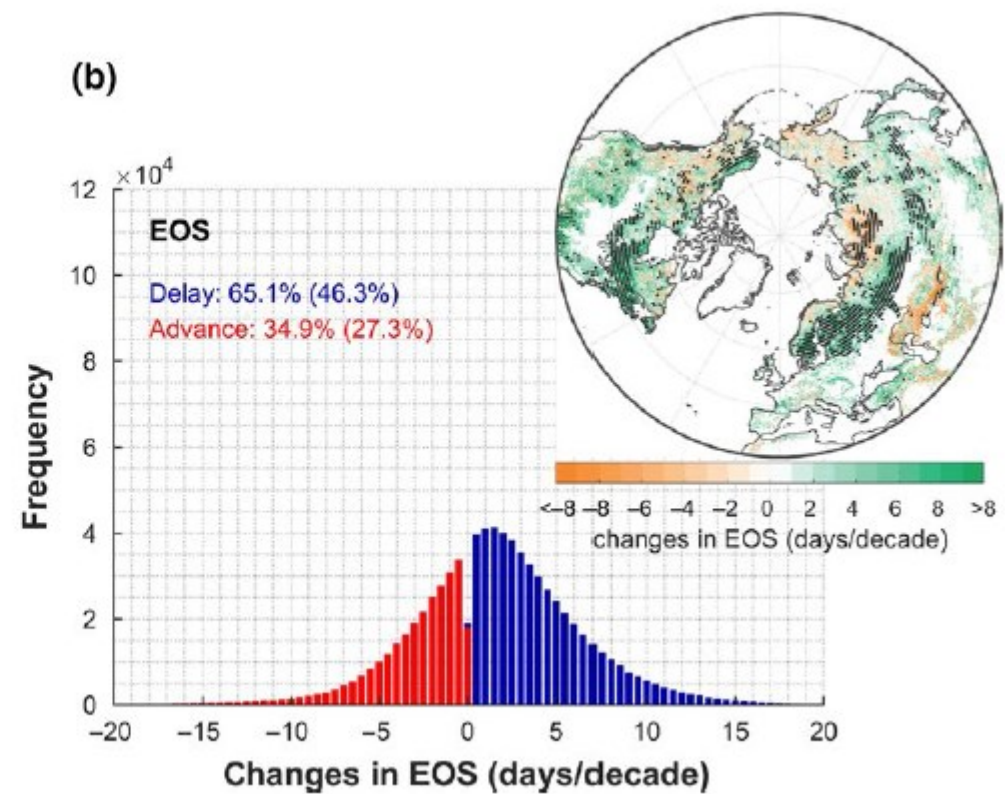 (b)
×10⁴
12
10
8
6
4
2
0
Frequency
EOS
Delay: 65.1% (46.3%)
Advance: 34.9% (27.3%)
−20 −15 −10 −5 0 5 10 15 20
Changes in EOS (days/decade)
<−8 −8 −6 −4 −2 0 2 4 6 8 >8
changes in EOS (days/decade)